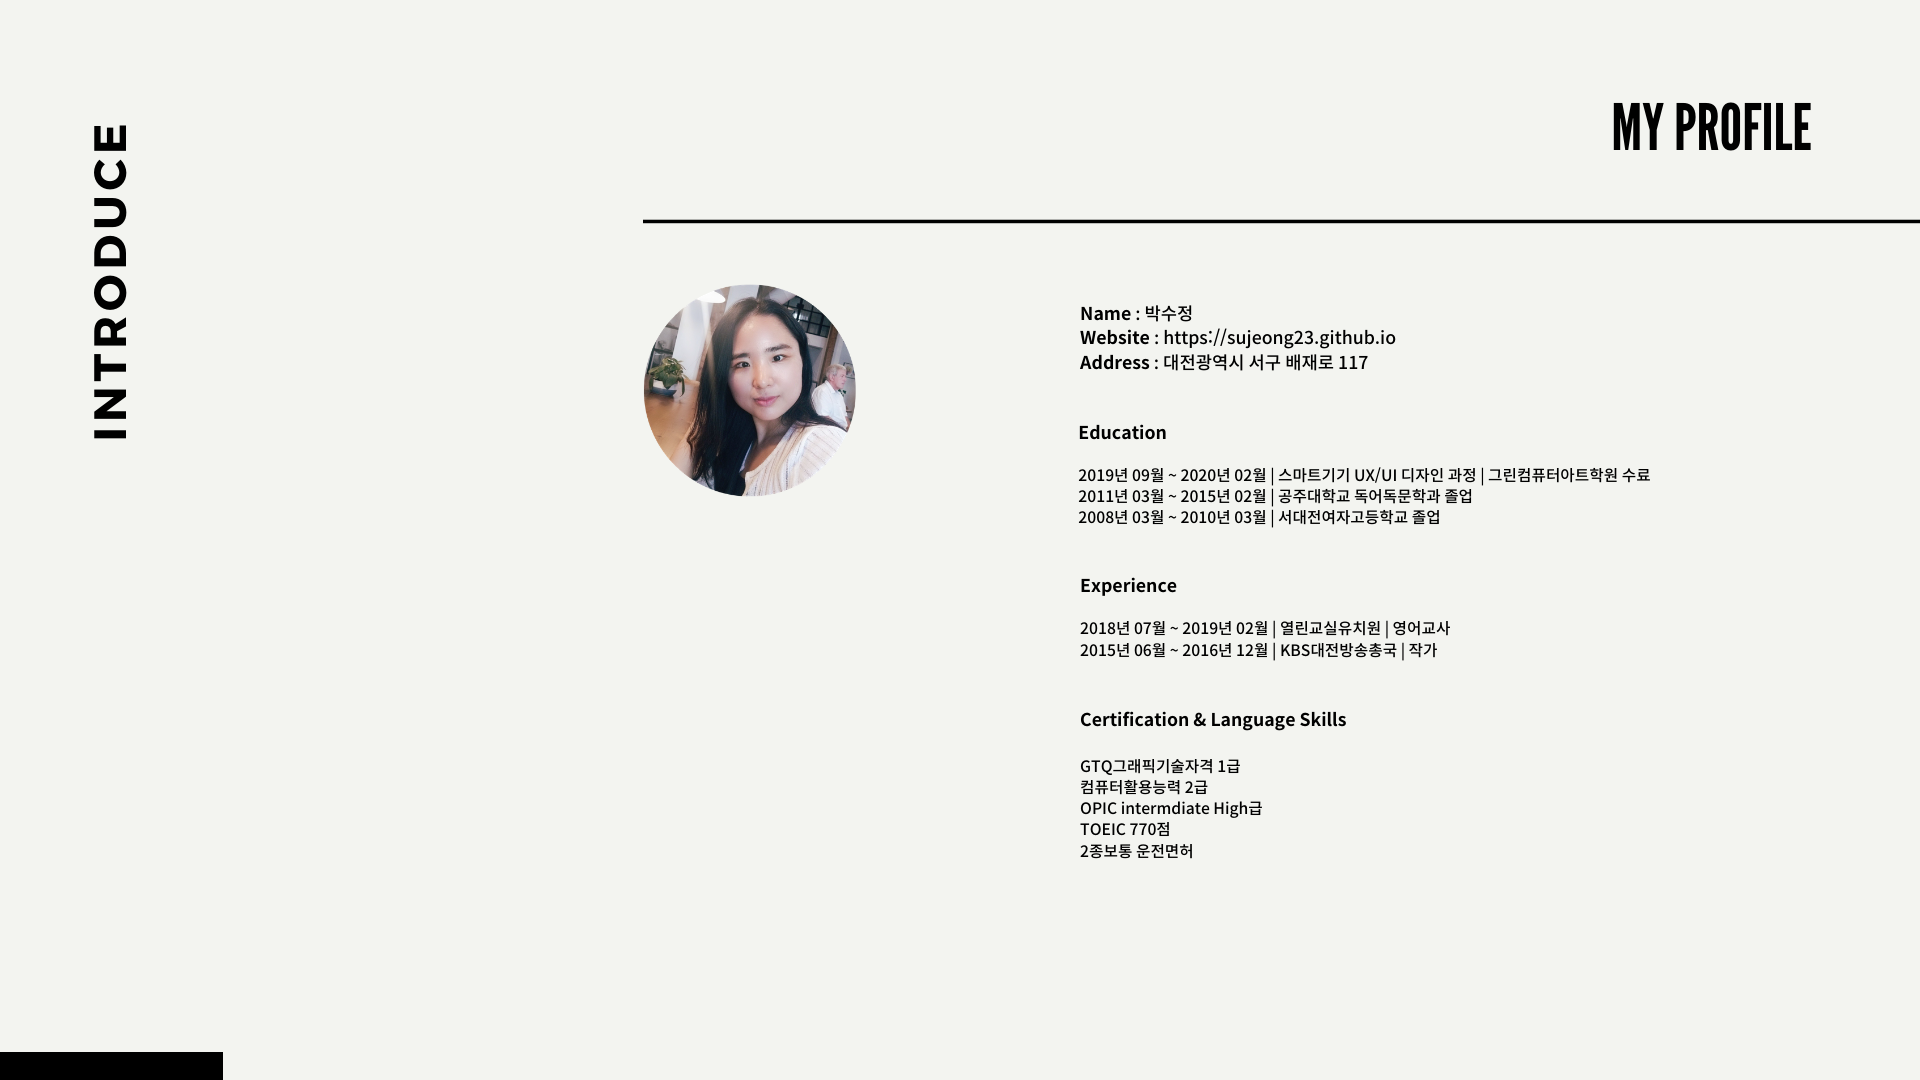 INTRODUCE
MY PROFILE
Name : 박수정
Website : https://sujeong23.github.io
Address : 대전광역시 서구 배재로 117
Education
2019년 09월 ~ 2020년 02월 | 스마트기기 UX/UI 디자인 과정 | 그린컴퓨터아트학원 수료
2011년 03월 ~ 2015년 02월 | 공주대학교 독어독문학과 졸업
2008년 03월 ~ 2010년 03월 | 서대전여자고등학교 졸업
Experience
2018년 07월 ~ 2019년 02월 | 열린교실유치원 | 영어교사
2015년 06월 ~ 2016년 12월 | KBS대전방송총국 | 작가
Certification & Language Skills
GTQ그래픽기술자격 1급
컴퓨터활용능력 2급
OPIC intermdiate High급
TOEIC 770점
2종보통 운전면허